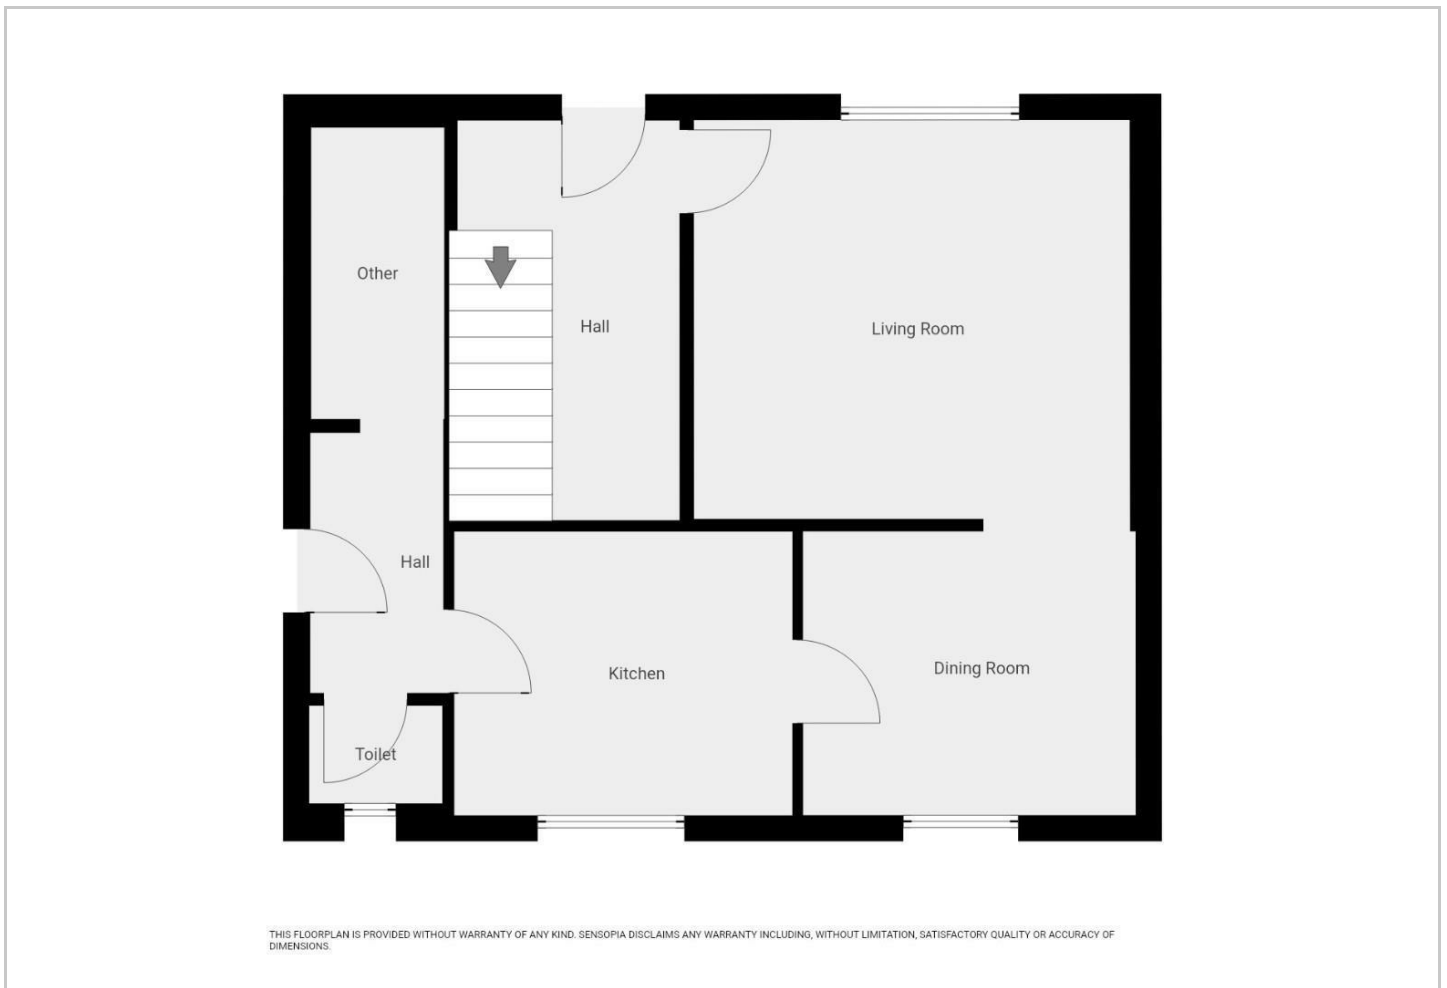 Other
Hall
Living Room
Hall
Kitchen
Dining Room
Toilet
THIS FLOORPLAN IS PROVIDED WITHOUT WARRANTY OF ANY KIND. SENSOPIA DISCLAIMS ANY WARRANTY INCLUDING, WITHOUT LIMITATION, SATISFACTORY QUALITY OR ACCURACY OF
DIMENSIONS.